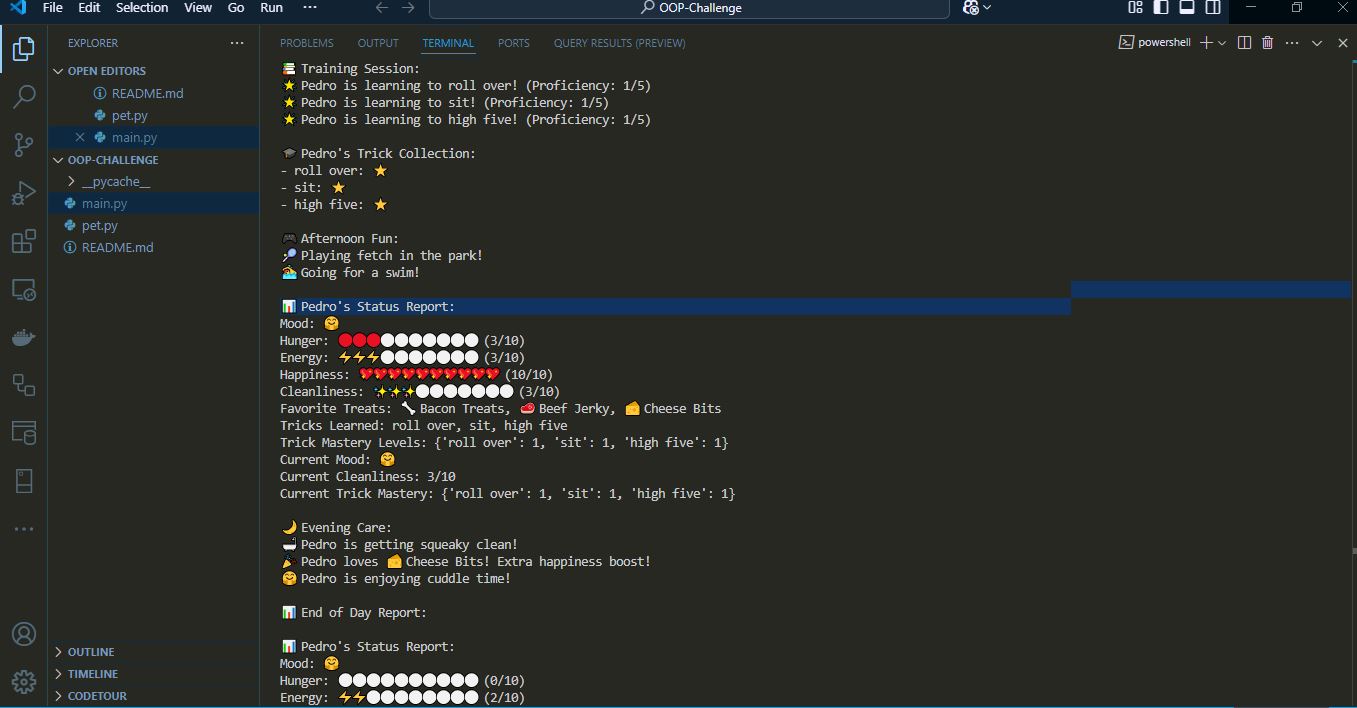 File Edit Selection View Go Run ··· ← → OOP-Challenge
EXPLORER ···
OPEN EDITORS
README.md
pet.py
main.py
OOP-CHALLENGE
__pycache__
main.py
pet.py
README.md
OUTLINE
TIMELINE
CODETOUR
PROBLEMS OUTPUT TERMINAL PORTS QUERY RESULTS (PREVIEW) powershell
📚 Training Session:
⭐ Pedro is learning to roll over! (Proficiency: 1/5)
⭐ Pedro is learning to sit! (Proficiency: 1/5)
⭐ Pedro is learning to high five! (Proficiency: 1/5)
🎓 Pedro's Trick Collection:
- roll over: ⭐
- sit: ⭐
- high five: ⭐
🎮 Afternoon Fun:
🎾 Playing fetch in the park!
🏊 Going for a swim!
📊 Pedro's Status Report:
Mood: 🤗
Hunger: 🔴🔴🔴⚪⚪⚪⚪⚪⚪⚪ (3/10)
Energy: ⚡⚡⚡⚪⚪⚪⚪⚪⚪⚪ (3/10)
Happiness: 💖💖💖💖💖💖💖💖💖💖 (10/10)
Cleanliness: ✨✨✨⚪⚪⚪⚪⚪⚪⚪ (3/10)
Favorite Treats: 🦴 Bacon Treats, 🥩 Beef Jerky, 🧀 Cheese Bits
Tricks Learned: roll over, sit, high five
Trick Mastery Levels: {'roll over': 1, 'sit': 1, 'high five': 1}
Current Mood: 🤗
Current Cleanliness: 3/10
Current Trick Mastery: {'roll over': 1, 'sit': 1, 'high five': 1}
🌙 Evening Care:
🛁 Pedro is getting squeaky clean!
🎉 Pedro loves 🧀 Cheese Bits! Extra happiness boost!
🤗 Pedro is enjoying cuddle time!
📊 End of Day Report:
📊 Pedro's Status Report:
Mood: 🤗
Hunger: ⚪⚪⚪⚪⚪⚪⚪⚪⚪⚪ (0/10)
Energy: ⚡⚡⚪⚪⚪⚪⚪⚪⚪⚪ (2/10)